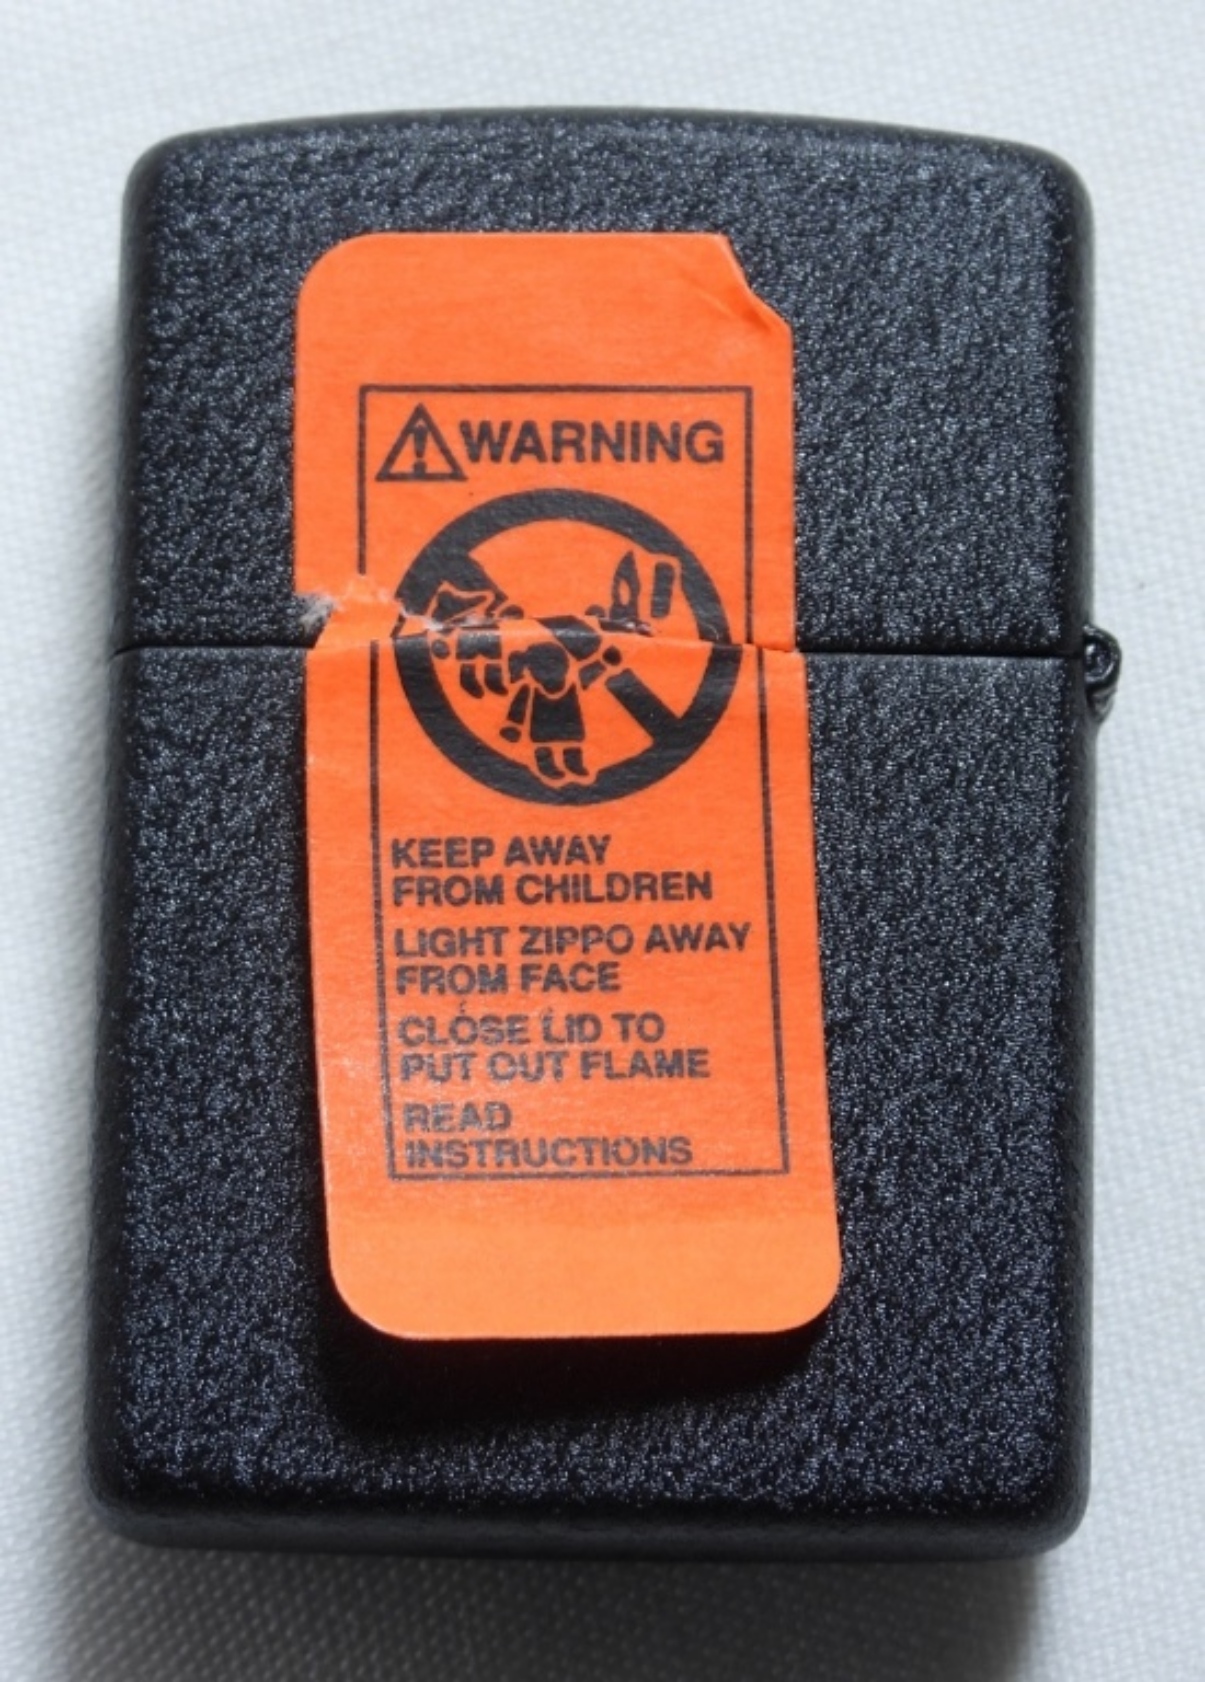 WARNING
KEEP AWAY
FROM CHILDREN
LIGHT ZIPPO AWAY
FROM FACE
CLOSE LID TO
PUT OUT FLAME
READ
INSTRUCTIONS